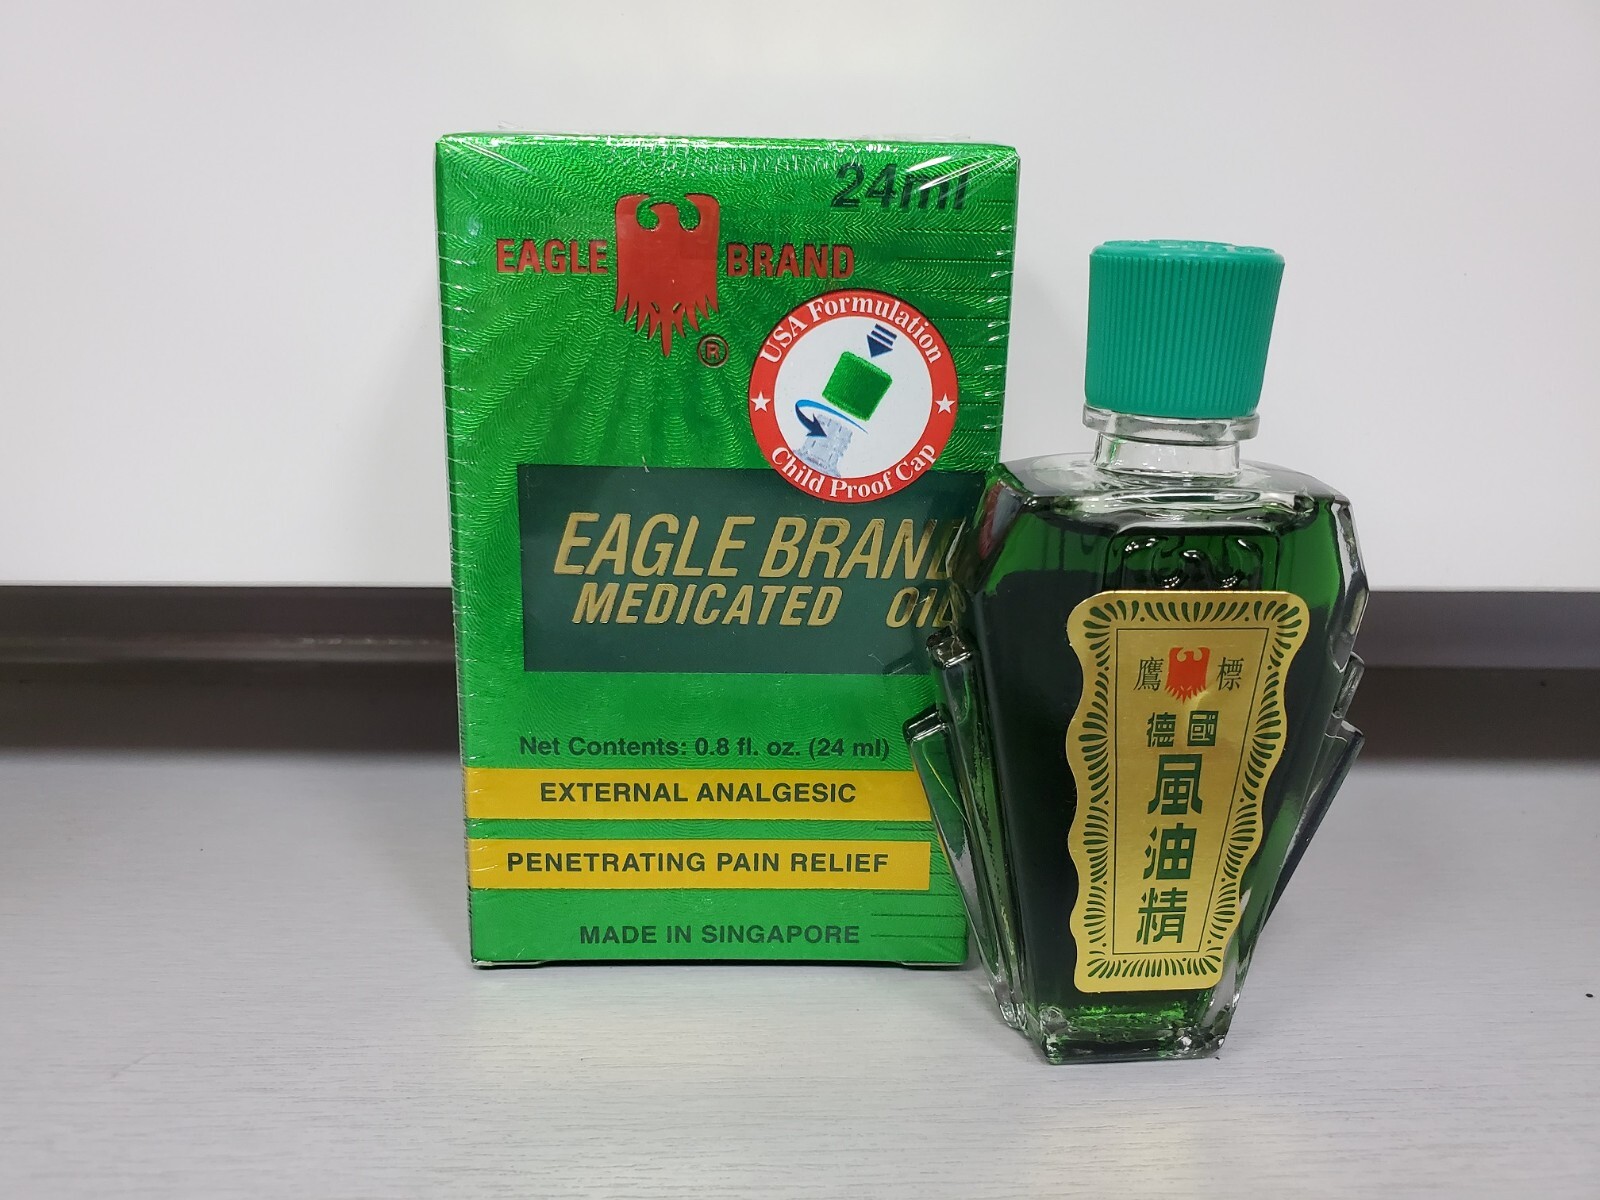 24ml
EAGLE BRAND
®
USA Formulation
Child Proof Cap
EAGLE BRAND
MEDICATED OIL
Net Contents: 0.8 fl. oz. (24 ml)
EXTERNAL ANALGESIC
PENETRATING PAIN RELIEF
MADE IN SINGAPORE
鷹標
德國
風
油
精